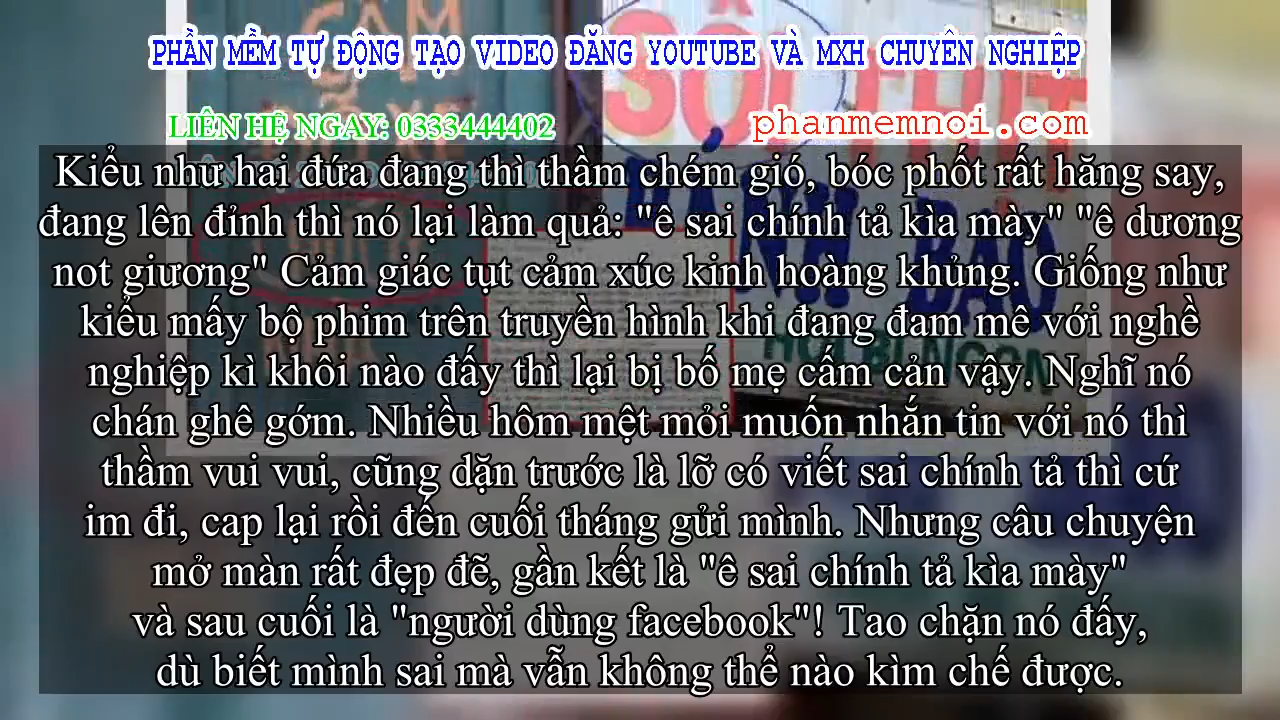 PHẦN MỀM TỰ ĐỘNG TẠO VIDEO ĐĂNG YOUTUBE VÀ MXH CHUYÊN NGHIỆP
LIÊN HỆ NGAY: 0333444402
phanmemnoi.com
Kiểu như hai đứa đang thì thầm chém gió, bóc phốt rất hăng say,
đang lên đỉnh thì nó lại làm quả: "ê sai chính tả kìa mày" "ê dương
not giương" Cảm giác tụt cảm xúc kinh hoàng khủng. Giống như
kiểu mấy bộ phim trên truyền hình khi đang đam mê với nghề
nghiệp kì khôi nào đấy thì lại bị bố mẹ cấm cản vậy. Nghĩ nó
chán ghê gớm. Nhiều hôm mệt mỏi muốn nhắn tin với nó thì
thầm vui vui, cũng dặn trước là lỡ có viết sai chính tả thì cứ
im đi, cap lại rồi đến cuối tháng gửi mình. Nhưng câu chuyện
mở màn rất đẹp đẽ, gần kết là "ê sai chính tả kìa mày"
và sau cuối là "người dùng facebook"! Tao chặn nó đấy,
dù biết mình sai mà vẫn không thể nào kìm chế được.